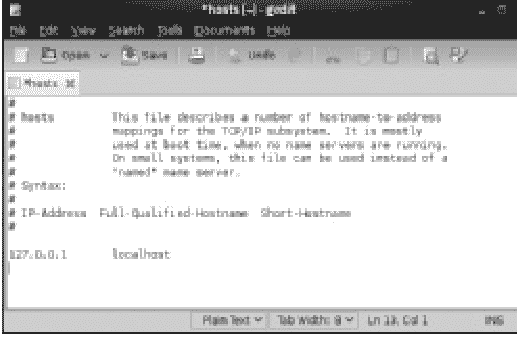 *hosts [~] - gedit
File Edit View Search Tools Documents Help
Open Save Undo
*hosts
#
# hosts This file describes a number of hostname-to-address
# mappings for the TCP/IP subsystem. It is mostly
# used at boot time, when no name servers are running.
# On small systems, this file can be used instead of a
# "named" name server.
# Syntax:
#
# IP-Address Full-Qualified-Hostname Short-Hostname
#
127.0.0.1 localhost
Plain Text Tab Width: 8 Ln 13, Col 1 INS